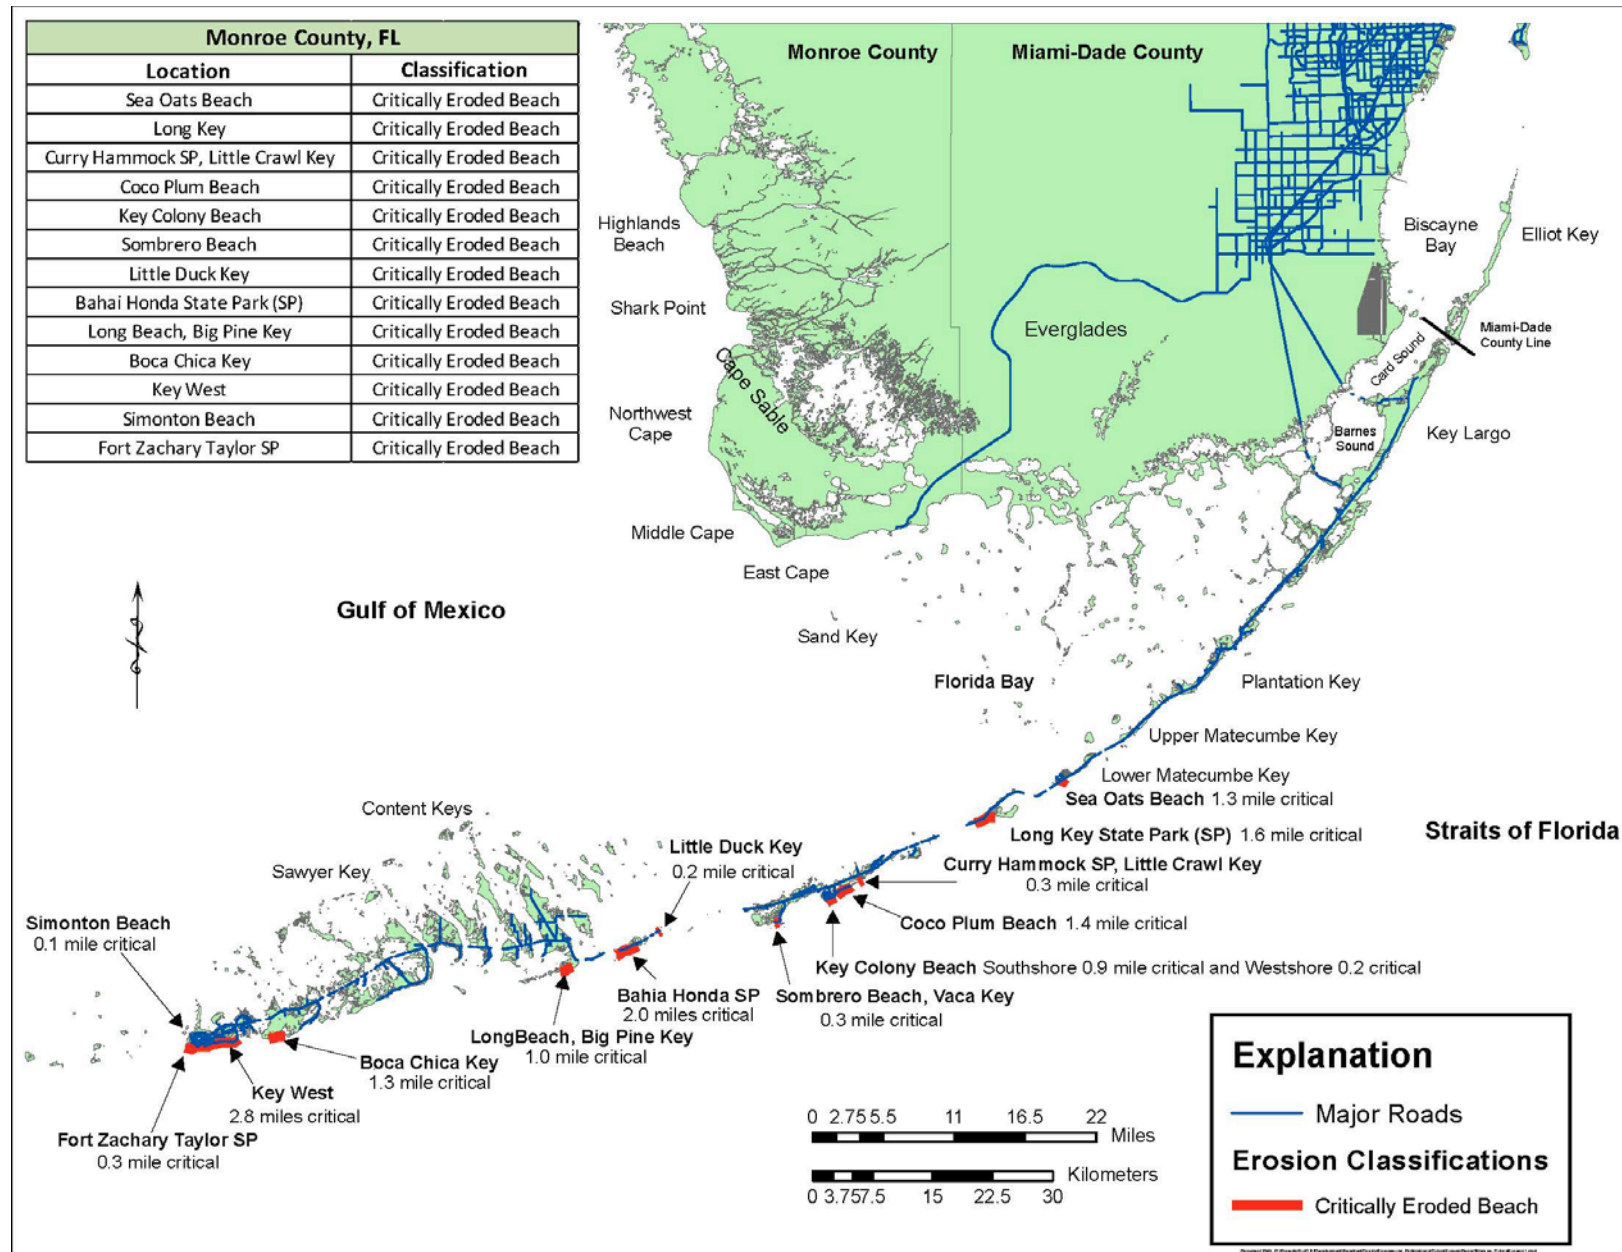 Monroe County, FL
Location Classification
Sea Oats Beach Critically Eroded Beach
Long Key Critically Eroded Beach
Curry Hammock SP, Little Crawl Key Critically Eroded Beach
Coco Plum Beach Critically Eroded Beach
Key Colony Beach Critically Eroded Beach
Sombrero Beach Critically Eroded Beach
Little Duck Key Critically Eroded Beach
Bahai Honda State Park (SP) Critically Eroded Beach
Long Beach, Big Pine Key Critically Eroded Beach
Boca Chica Key Critically Eroded Beach
Key West Critically Eroded Beach
Simonton Beach Critically Eroded Beach
Fort Zachary Taylor SP Critically Eroded Beach
Monroe County
Miami-Dade County
Highlands
Beach
Biscayne
Bay
Elliot Key
Shark Point
Everglades
Miami-Dade
County Line
Card Sound
Cape Sable
Northwest
Cape
Barnes
Sound
Key Largo
Middle Cape
East Cape
Gulf of Mexico
Sand Key
Florida Bay
Plantation Key
Upper Matecumbe Key
Lower Matecumbe Key
Sea Oats Beach 1.3 mile critical
Long Key State Park (SP) 1.6 mile critical
Straits of Florida
Content Keys
Little Duck Key
0.2 mile critical
Curry Hammock SP, Little Crawl Key
0.3 mile critical
Sawyer Key
Simonton Beach
0.1 mile critical
Coco Plum Beach 1.4 mile critical
Key Colony Beach Southshore 0.9 mile critical and Westshore 0.2 critical
Bahia Honda SP
2.0 miles critical
Sombrero Beach, Vaca Key
0.3 mile critical
LongBeach, Big Pine Key
1.0 mile critical
Boca Chica Key
1.3 mile critical
Key West
2.8 miles critical
Fort Zachary Taylor SP
0.3 mile critical
0 2.75 5.5 11 16.5 22
Miles
Kilometers
0 3.75 7.5 15 22.5 30
Explanation
Major Roads
Erosion Classifications
Critically Eroded Beach